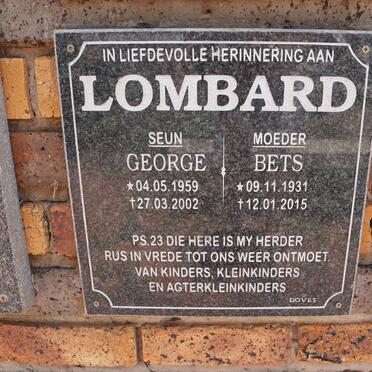 IN LIEFDEVOLLE HERINNERING AAN
LOMBARD
SEUN MOEDER
GEORGE BETS
★04.05.1959 ★09.11.1931
†27.03.2002 †12.01.2015
PS.23 DIE HERE IS MY HERDER
RUS IN VREDE TOT ONS WEER ONTMOET
VAN KINDERS, KLEINKINDERS
EN AGTERKLEINKINDERS
DOVES